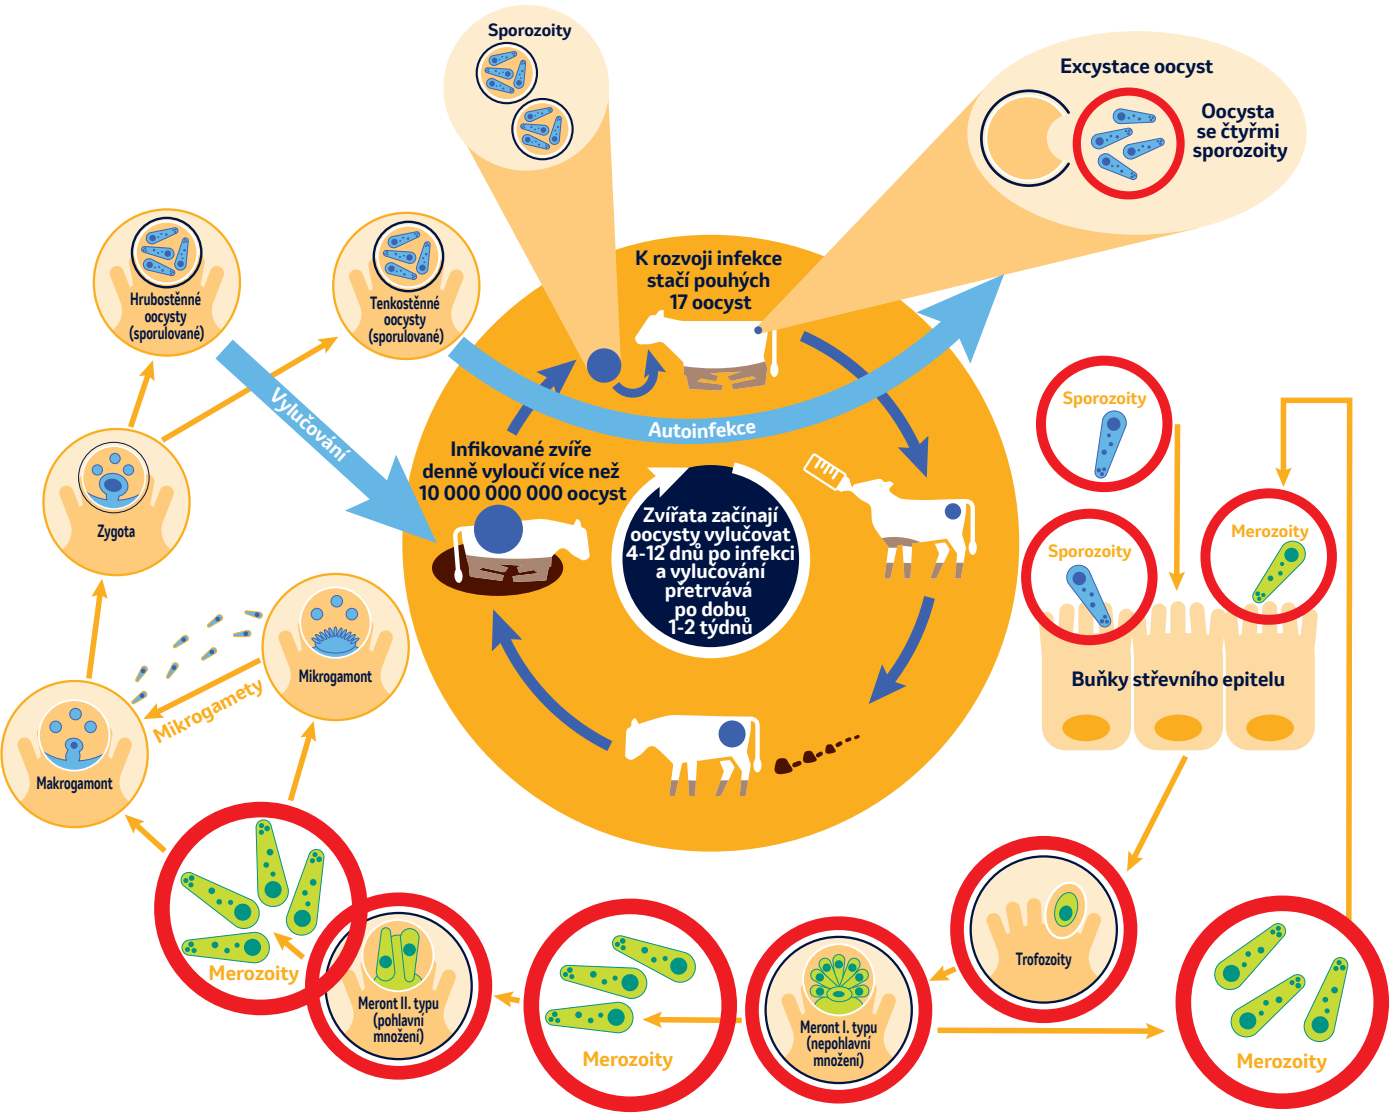 Sporozoity
Excystace oocyst
Oocysta
se čtyřmi
sporozoity
Hrubostěnné
oocysty
(sporulované)
Tenkostěnné
oocysty
(sporulované)
K rozvoji infekce
stačí pouhých
17 oocyst
Vylučování
Autoinfekce
Infikované zvíře
denně vyloučí více než
10 000 000 000 oocyst
Zvířata začínají
oocysty vylučovat
4-12 dnů po infekci
a vylučování
přetrvává
po dobu
1-2 týdnů
Sporozoity
Sporozoity
Merozoity
Buňky střevního epitelu
Zygota
Mikrogamont
Mikrogamety
Makrogamont
Merozoity
Meront II. typu
(pohlavní
množení)
Merozoity
Meront I. typu
(nepohlavní
množení)
Trofozoity
Merozoity